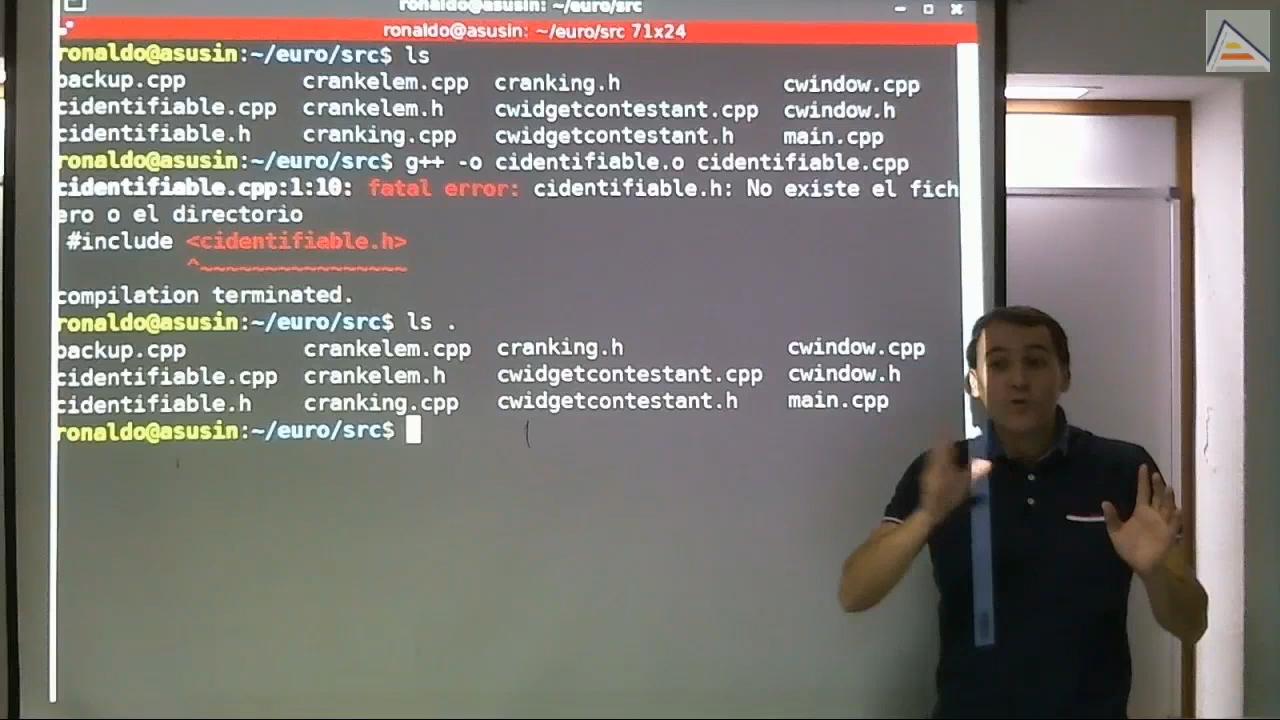 ronaldo@asusin: ~/euro/src
ronaldo@asusin: ~/euro/src 71x24
ronaldo@asusin:~/euro/src$ ls
backup.cpp crankelem.cpp cranking.h cwindow.cpp
cidentifiable.cpp crankelem.h cwidgetcontestant.cpp cwindow.h
cidentifiable.h cranking.cpp cwidgetcontestant.h main.cpp
ronaldo@asusin:~/euro/src$ g++ -o cidentifiable.o cidentifiable.cpp
cidentifiable.cpp:1:10: fatal error: cidentifiable.h: No existe el fich
ero o el directorio
#include <cidentifiable.h>
^~~~~~~~~~~~~~~~~
compilation terminated.
ronaldo@asusin:~/euro/src$ ls .
backup.cpp crankelem.cpp cranking.h cwindow.cpp
cidentifiable.cpp crankelem.h cwidgetcontestant.cpp cwindow.h
cidentifiable.h cranking.cpp cwidgetcontestant.h main.cpp
ronaldo@asusin:~/euro/src$